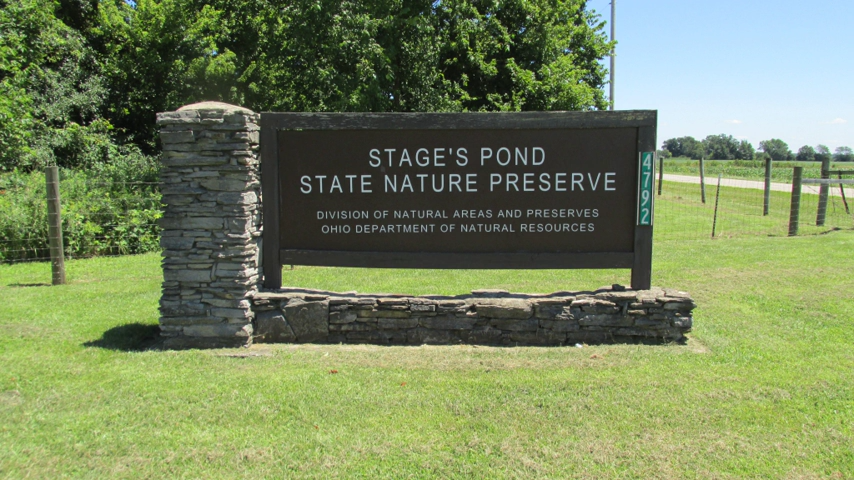 STAGE'S POND
STATE NATURE PRESERVE
DIVISION OF NATURAL AREAS AND PRESERVES
OHIO DEPARTMENT OF NATURAL RESOURCES
4792